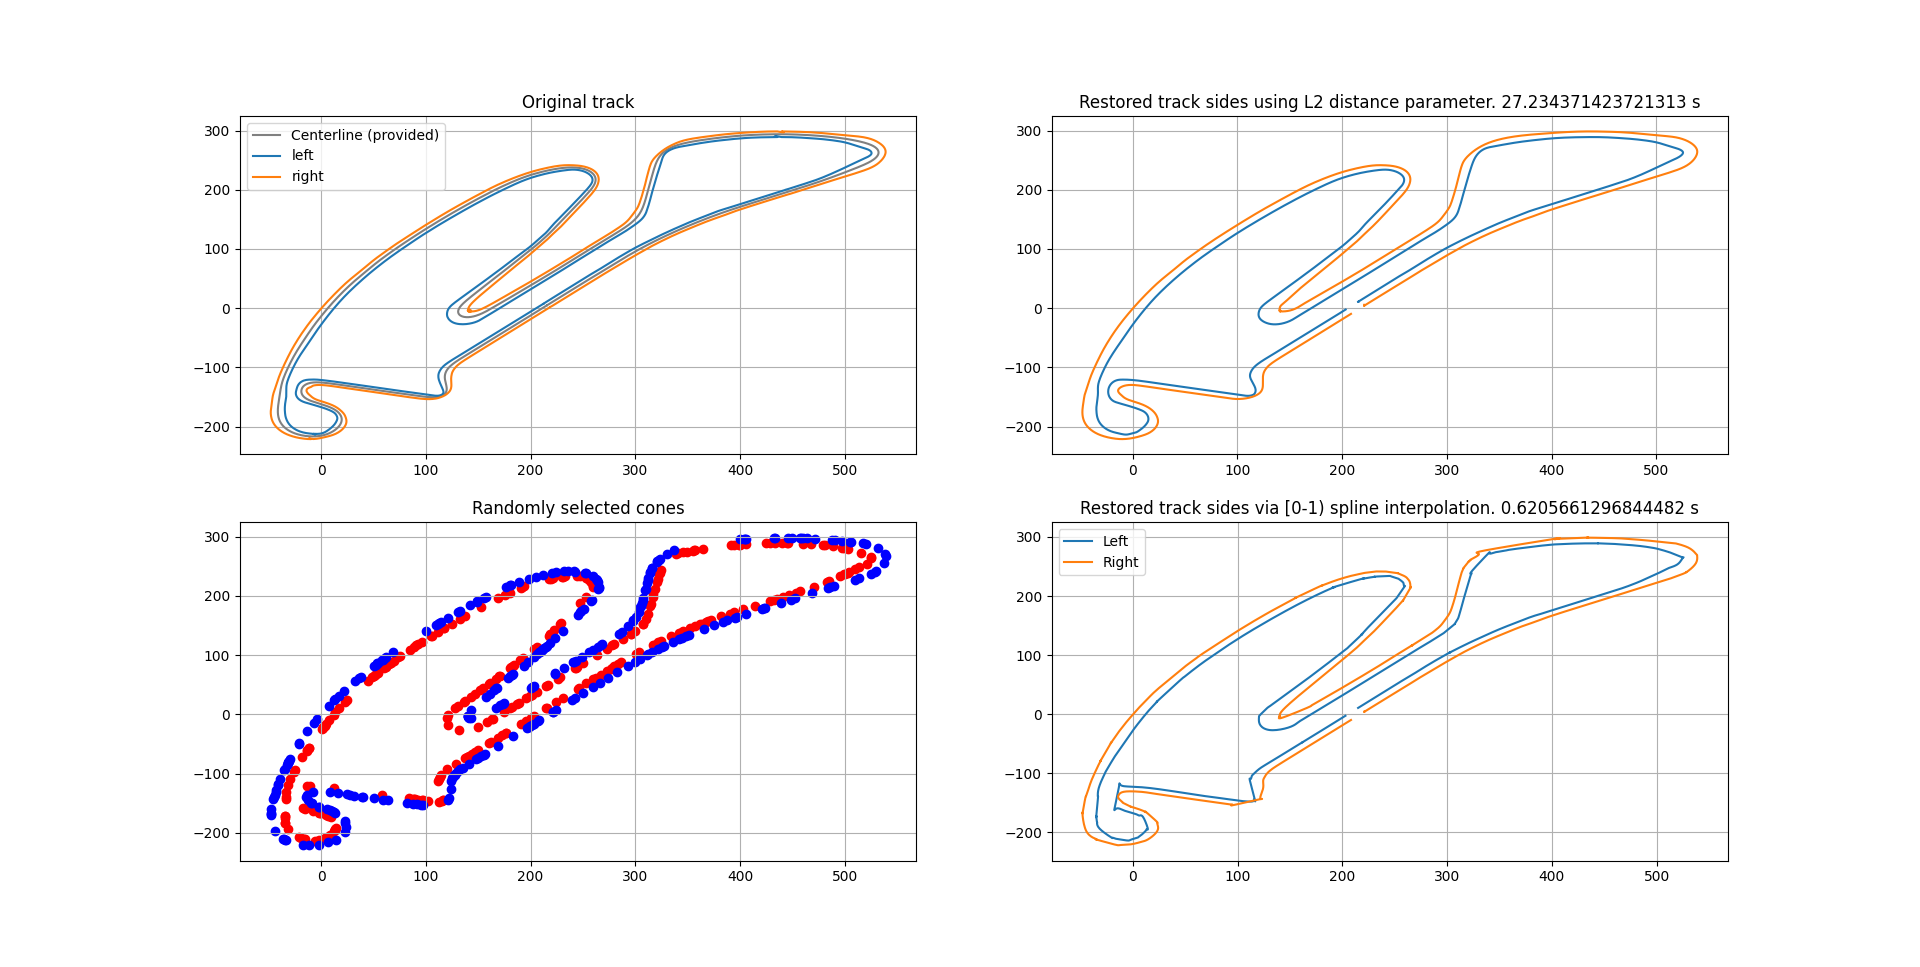 Original track
300
200
100
0
−100
−200
Centerline (provided)
left
right
0 100 200 300 400 500
Restored track sides using L2 distance parameter. 27.234371423721313 s
300
200
100
0
−100
−200
0 100 200 300 400 500
Randomly selected cones
300
200
100
0
−100
−200
0 100 200 300 400 500
Restored track sides via [0-1) spline interpolation. 0.6205661296844482 s
300
200
100
0
−100
−200
Left
Right
0 100 200 300 400 500